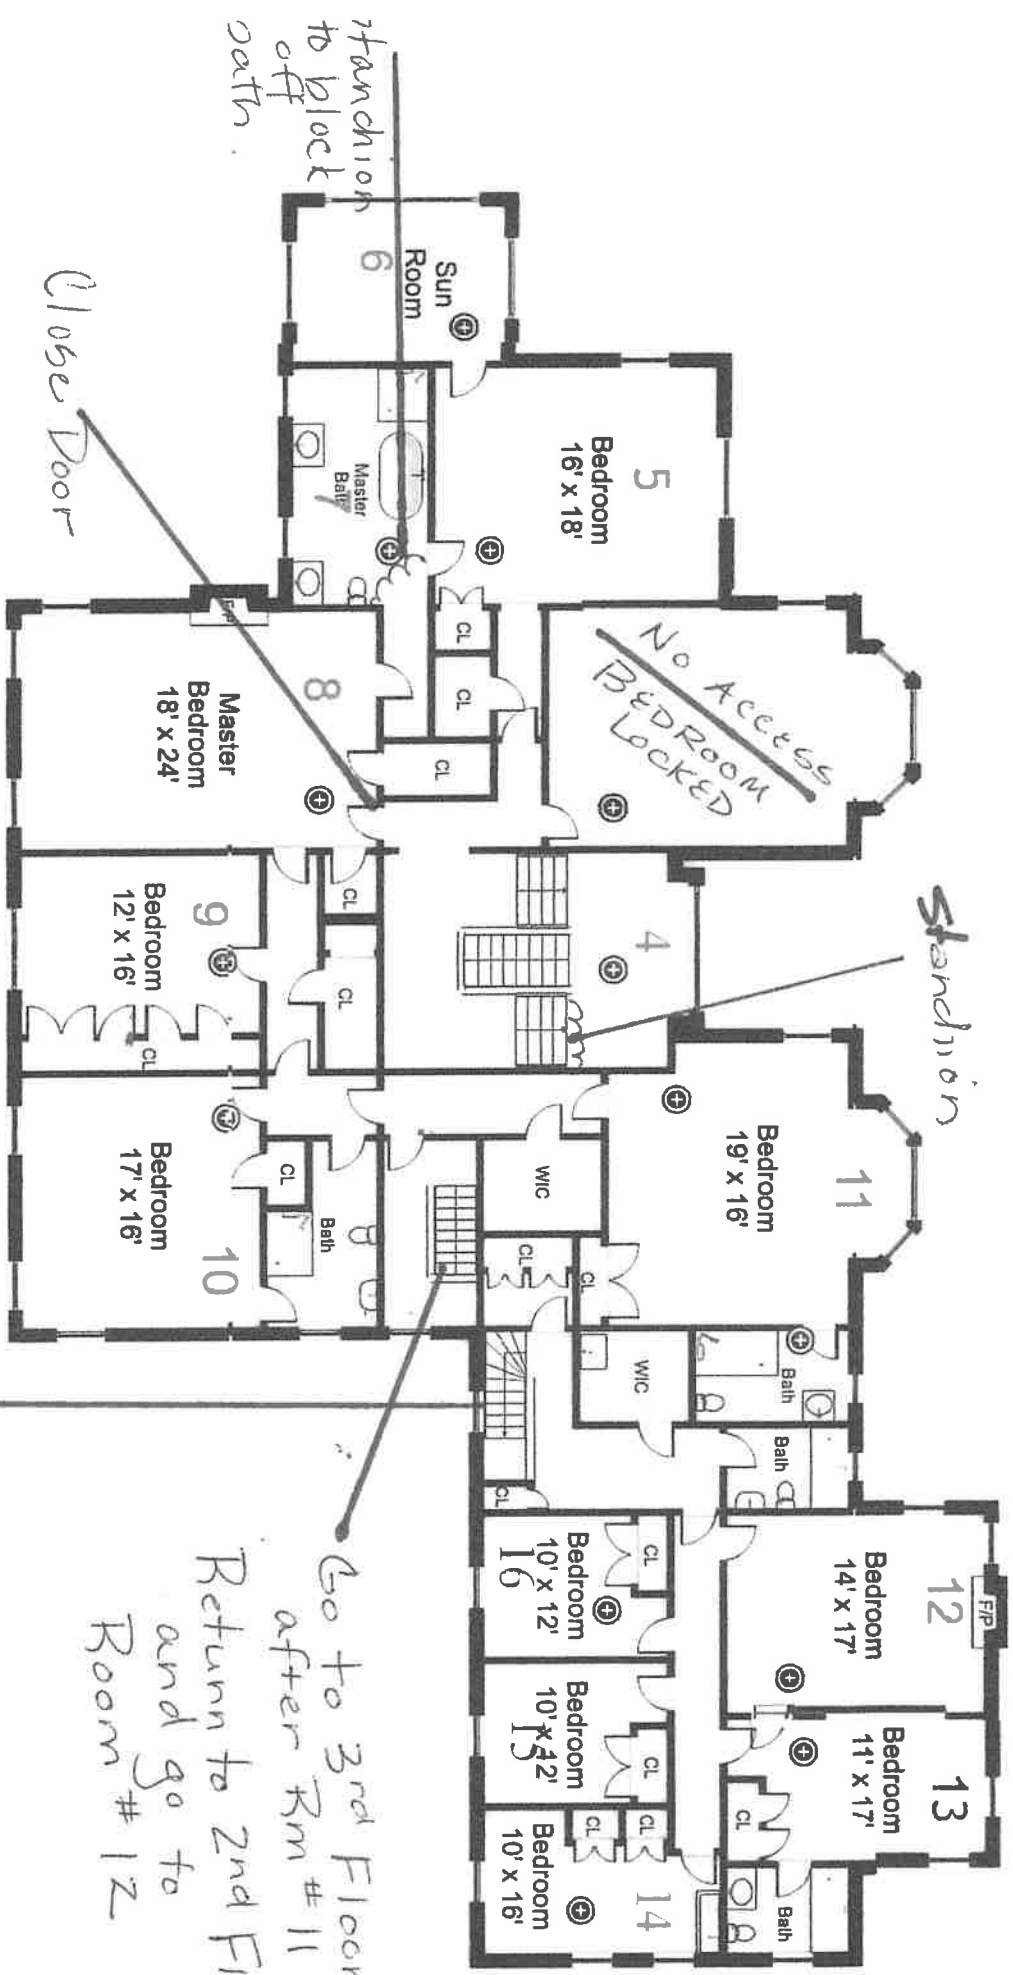 Stanchion
No Access
BEDROOM
LOCKED
5
Bedroom
16' x 18'
4
11
Bedroom
19' x 16'
12
F/P
Bedroom
14' x 17'
13
Bedroom
11' x 17'
Sun
Room
6
CL
CL
CL
WIC
CL
CL
WIC
Bath
Bath
CL
Bath
stanchion
to block
off
Master
Bath
7
F/P
8
Master
Bedroom
18' x 24'
CL
CL
9
Bedroom
12' x 16'
CL
CL
Bath
10
Bedroom
17' x 16'
CL
CL
Bedroom
10' x 12'
16
CL
Bedroom
10' x 12'
15
CL
CL
Bedroom
10' x 16'
14
Close Door
Go to 3rd Floor
after Rm # 11
Return to 2nd Fl
and go to
Room # 12